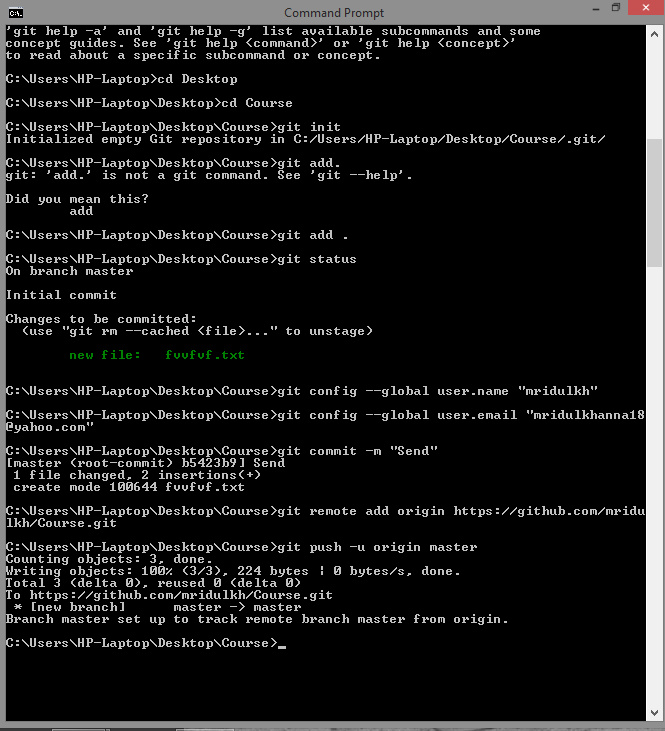 Command Prompt
'git help -a' and 'git help -g' list available subcommands and some
concept guides. See 'git help <command>' or 'git help <concept>'
to read about a specific subcommand or concept.
C:\Users\HP-Laptop>cd Desktop
C:\Users\HP-Laptop\Desktop>cd Course
C:\Users\HP-Laptop\Desktop\Course>git init
Initialized empty Git repository in C:/Users/HP-Laptop/Desktop/Course/.git/
C:\Users\HP-Laptop\Desktop\Course>git add.
git: 'add.' is not a git command. See 'git --help'.
Did you mean this?
add
C:\Users\HP-Laptop\Desktop\Course>git add .
C:\Users\HP-Laptop\Desktop\Course>git status
On branch master
Initial commit
Changes to be committed:
(use "git rm --cached <file>..." to unstage)
new file:   fvvfvf.txt
C:\Users\HP-Laptop\Desktop\Course>git config --global user.name "mridulkh"
C:\Users\HP-Laptop\Desktop\Course>git config --global user.email "mridulkhanna18
@yahoo.com"
C:\Users\HP-Laptop\Desktop\Course>git commit -m "Send"
[master (root-commit) b5423b9] Send
1 file changed, 2 insertions(+)
create mode 100644 fvvfvf.txt
C:\Users\HP-Laptop\Desktop\Course>git remote add origin https://github.com/mridu
lkh/Course.git
C:\Users\HP-Laptop\Desktop\Course>git push -u origin master
Counting objects: 3, done.
Writing objects: 100% (3/3), 224 bytes | 0 bytes/s, done.
Total 3 (delta 0), reused 0 (delta 0)
To https://github.com/mridulkh/Course.git
* [new branch]      master -> master
Branch master set up to track remote branch master from origin.
C:\Users\HP-Laptop\Desktop\Course>_